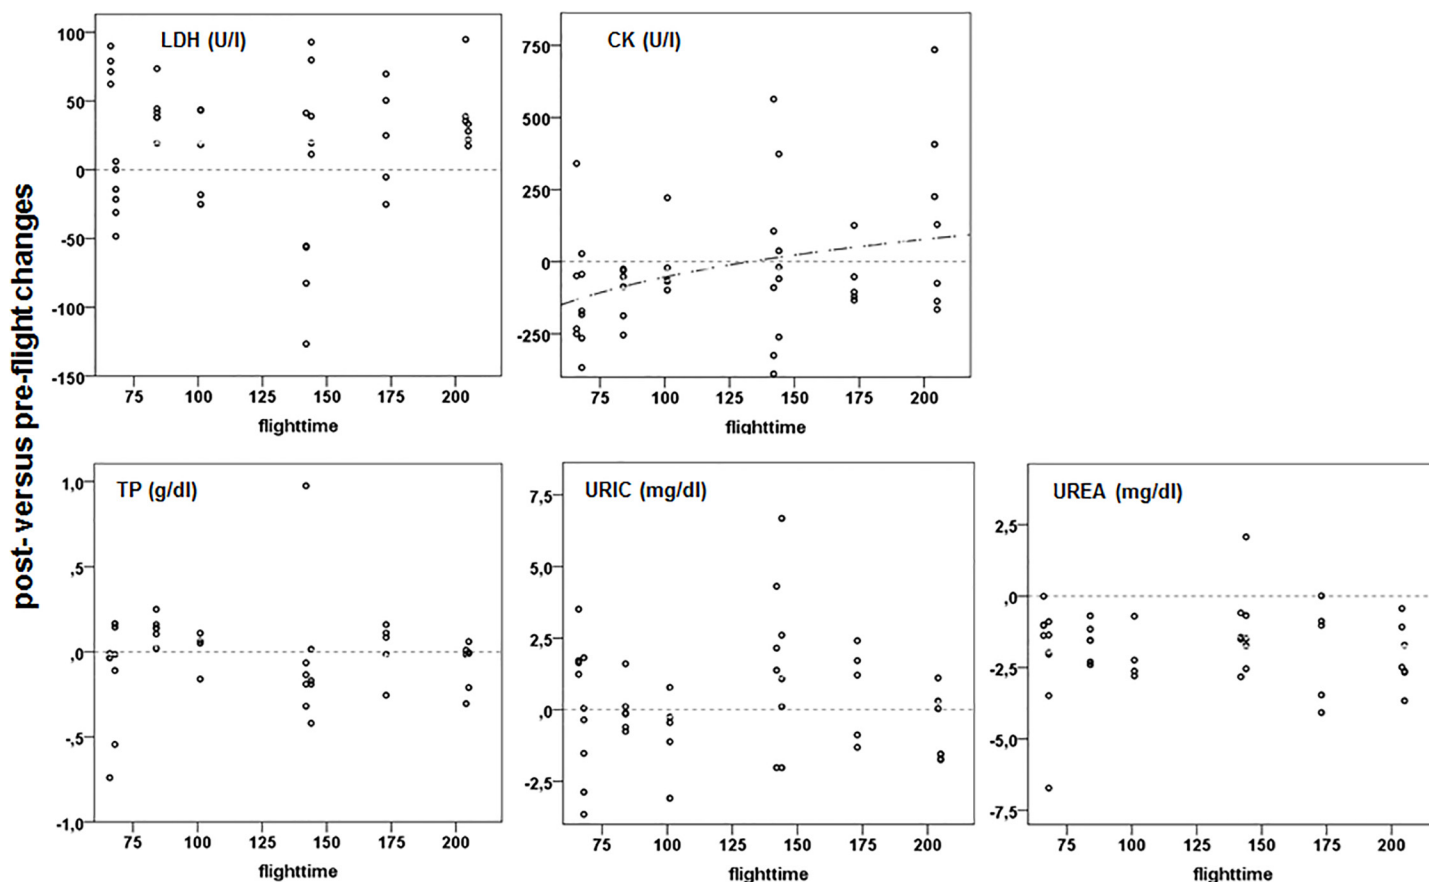 post- versus pre-flight changes
LDH (U/l)
100
50
0
-50
-100
-150
75 100 125 150 175 200
flighttime
CK (U/l)
750
500
250
0
-250
75 100 125 150 175 200
flighttime
TP (g/dl)
1,0
,5
,0
-,5
-1,0
75 100 125 150 175 200
flighttime
URIC (mg/dl)
7,5
5,0
2,5
,0
-2,5
75 100 125 150 175 200
flighttime
UREA (mg/dl)
2,5
,0
-2,5
-5,0
-7,5
75 100 125 150 175 200
flighttime